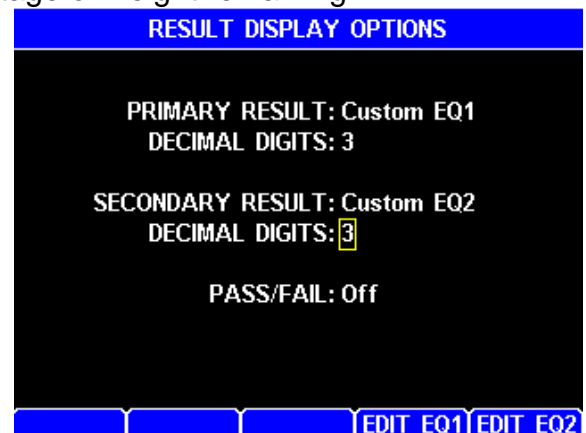 RESULT DISPLAY OPTIONS
PRIMARY RESULT: Custom EQ1
DECIMAL DIGITS: 3
SECONDARY RESULT: Custom EQ2
DECIMAL DIGITS: 3
PASS/FAIL: Off
EDIT EQ1 EDIT EQ2